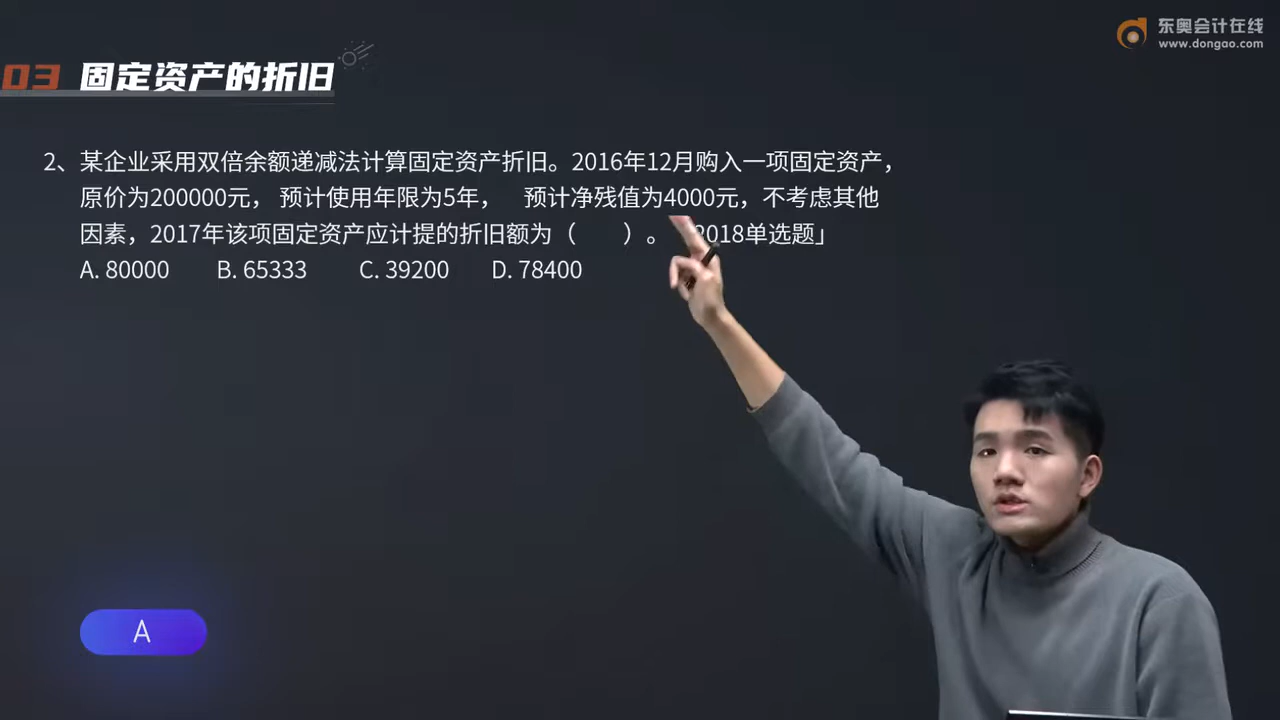 东奥会计在线
www.dongao.com
03 固定资产的折旧
2、某企业采用双倍余额递减法计算固定资产折旧。2016年12月购入一项固定资产，
原价为200000元， 预计使用年限为5年， 预计净残值为4000元，不考虑其他
因素，2017年该项固定资产应计提的折旧额为（ ）。 2018单选题」
A. 80000 B. 65333 C. 39200 D. 78400
A